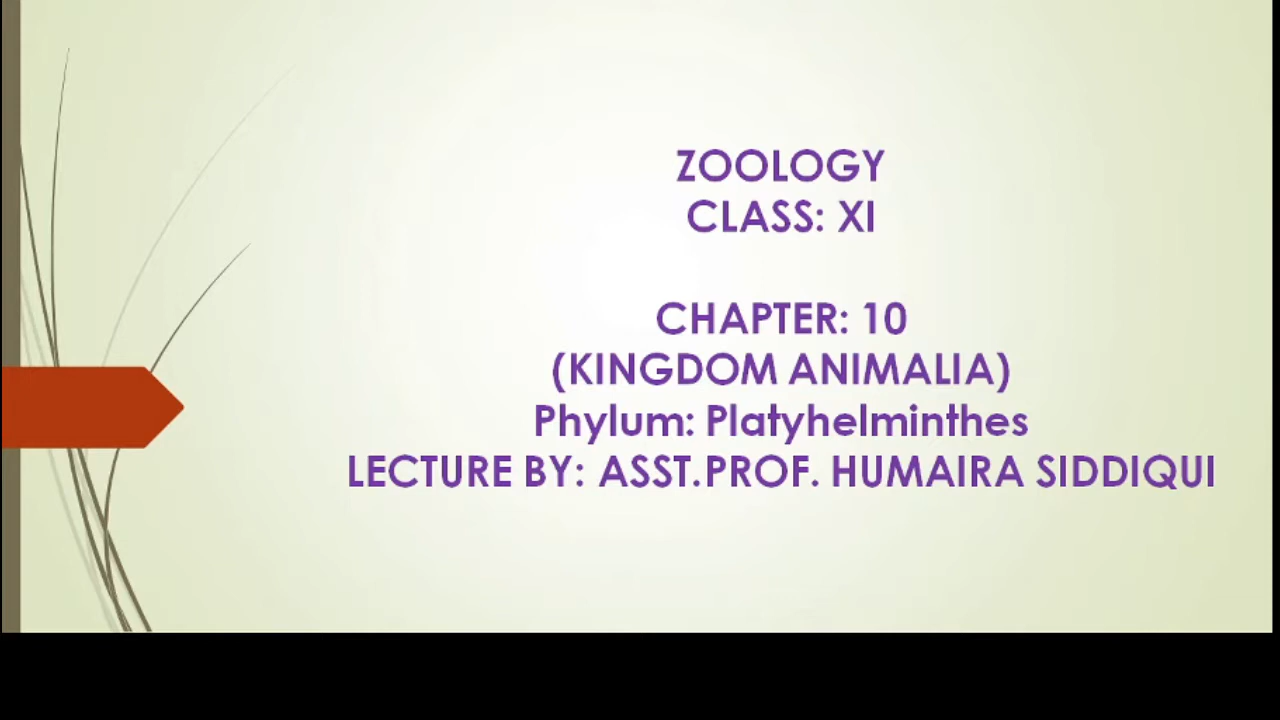 ZOOLOGY
CLASS: XI
CHAPTER: 10
(KINGDOM ANIMALIA)
Phylum: Platyhelminthes
LECTURE BY: ASST.PROF. HUMAIRA SIDDIQUI